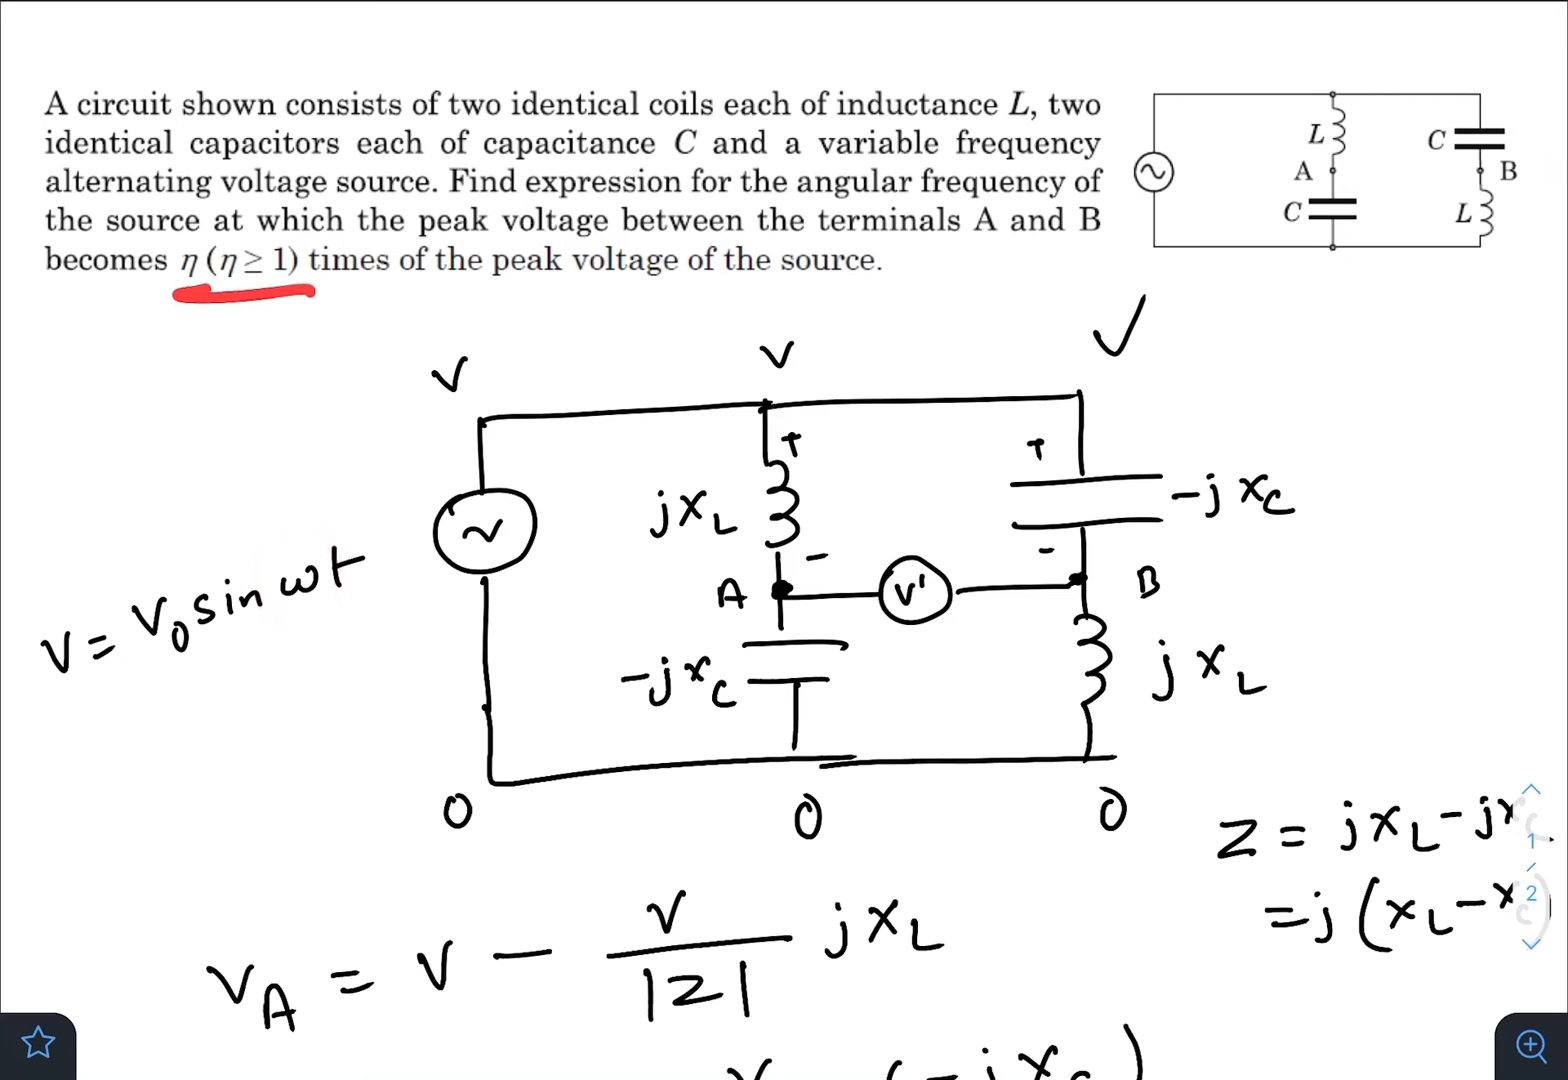 A circuit shown consists of two identical coils each of inductance L, two
identical capacitors each of capacitance C and a variable frequency
alternating voltage source. Find expression for the angular frequency of
the source at which the peak voltage between the terminals A and B
becomes η (η ≥ 1) times of the peak voltage of the source.
L
C
A
B
C
L
V
V
+
+
jxL
-jxc
-
-
A
V'
B
V = V0 sin ωt
-jxc
jxL
0
0
0
Z = jxL - jx
1
= j(xL - x
2
VA = V - V/|Z| jxL
(-jx